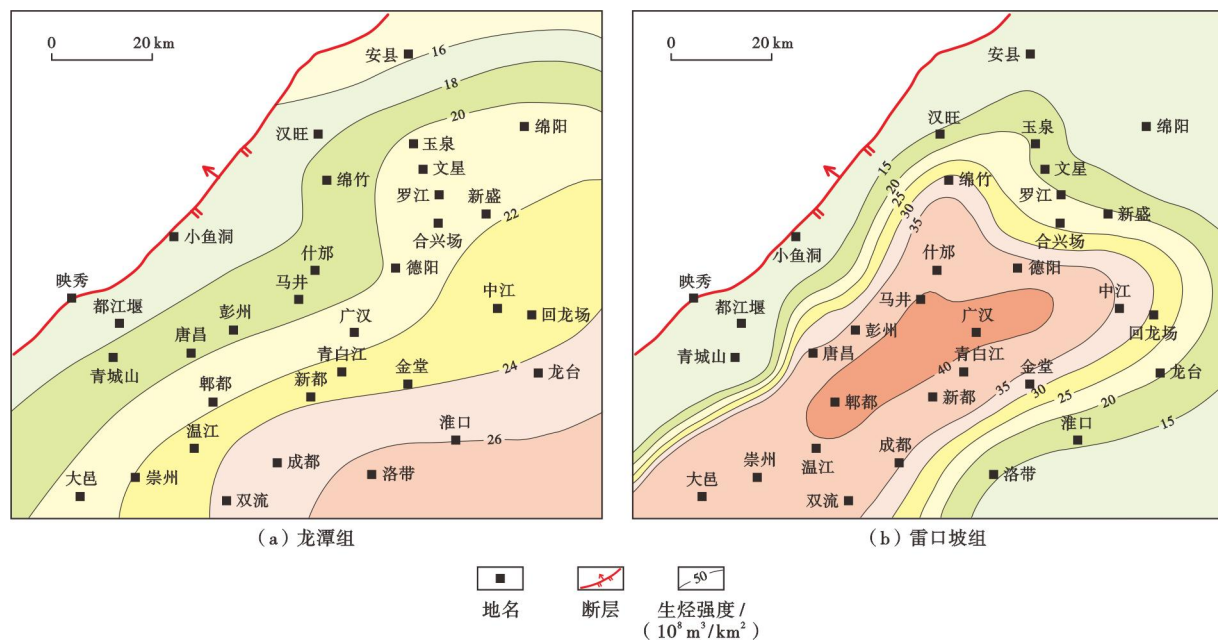 0 20 km
安县
16
18
汉旺
20
绵阳
玉泉
文星
绵竹
罗江
新盛
22
小鱼洞
合兴场
什邡
德阳
映秀
马井
中江
都江堰
回龙场
彭州
广汉
唐昌
青城山
青白江
金堂
24
龙台
新都
郫都
淮口
26
温江
成都
洛带
大邑
崇州
双流
(a)龙潭组
0 20 km
安县
汉旺
玉泉
绵阳
15
文星
绵竹
20
罗江
25
新盛
30
35
合兴场
小鱼洞
什邡
德阳
映秀
马井
中江
都江堰
回龙场
彭州
广汉
唐昌
青城山
青白江
40
金堂
龙台
35
30
25
20
15
郫都
新都
淮口
温江
成都
洛带
崇州
大邑
双流
(b)雷口坡组
50
地名
断层
生烃强度/
(10⁸ m³/km²)